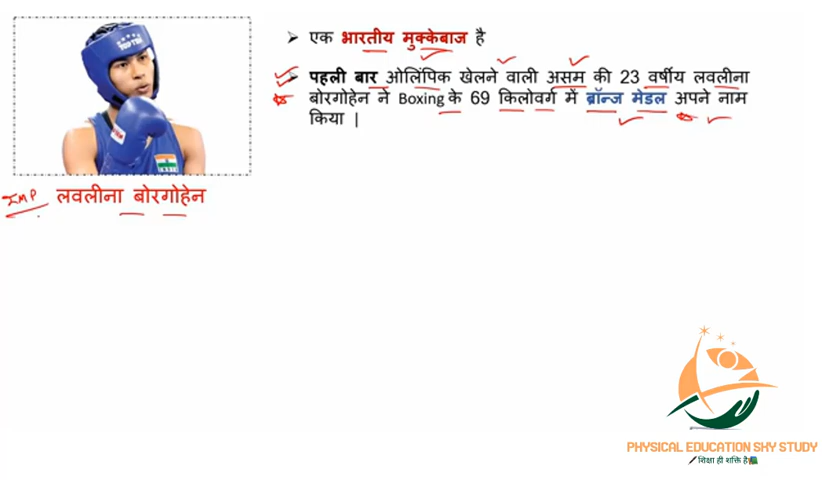 ➢ एक भारतीय मुक्केबाज है
➢ पहली बार ओलिंपिक खेलने वाली असम की 23 वर्षीय लवलीना
बोरगोहेन ने Boxing के 69 किलोवर्ग में ब्रॉन्ज मेडल अपने नाम
किया |
IMP लवलीना बोरगोहेन
PHYSICAL EDUCATION SKY STUDY
शिक्षा ही शक्ति है